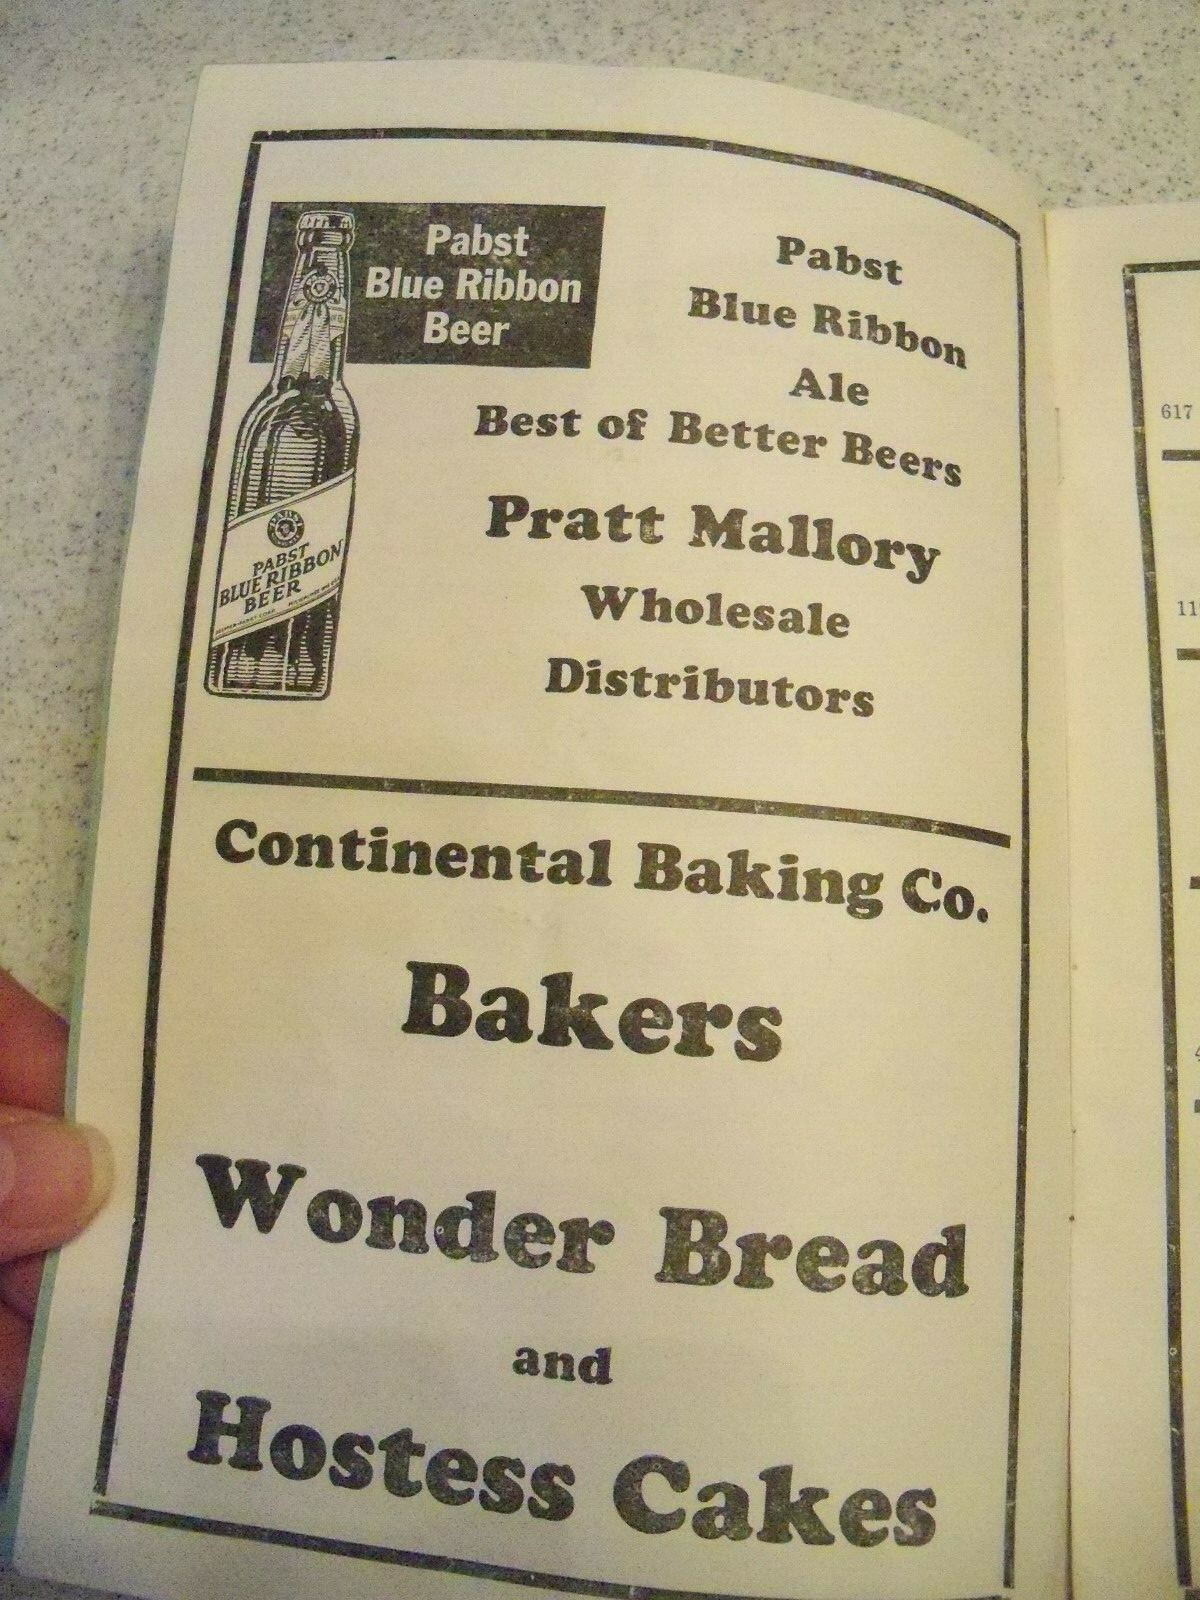 Pabst
Blue Ribbon
Beer
Pabst
Blue Ribbon
Ale
Best of Better Beers
Pratt Mallory
Wholesale
Distributors
PABST
BLUE RIBBON
BEER
Continental Baking Co.
Bakers
Wonder Bread
and
Hostess Cakes
617
11